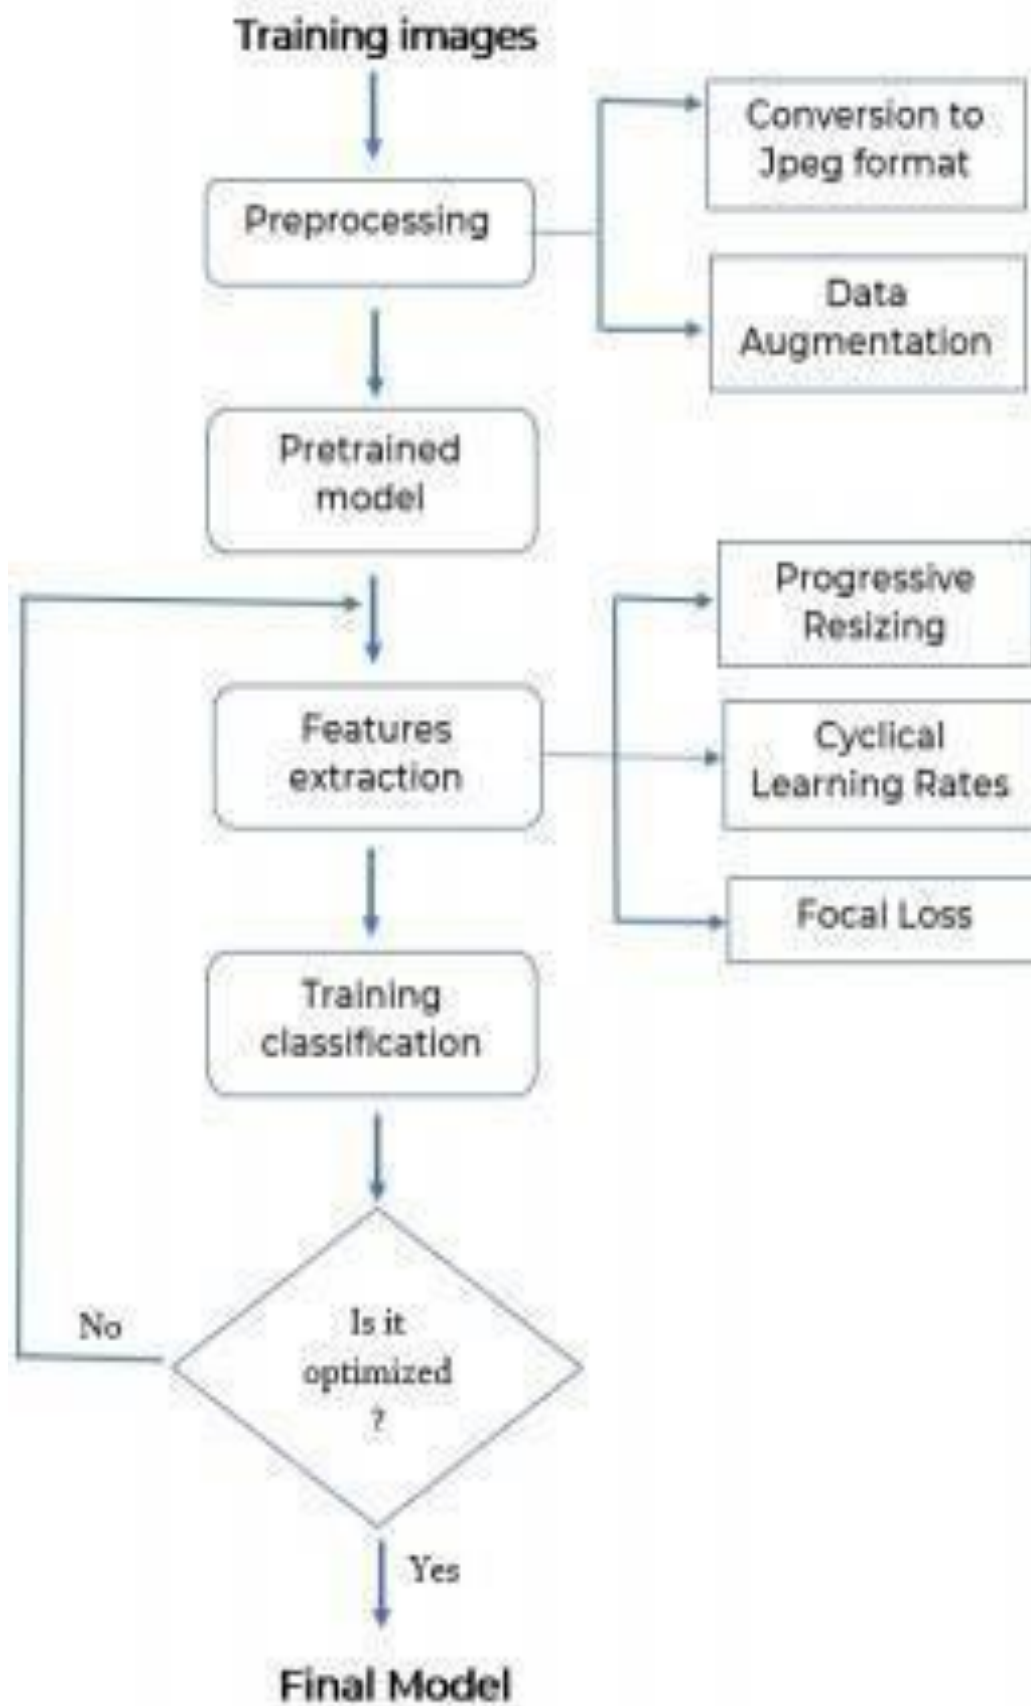 Training images
Preprocessing
Conversion to
Jpeg format
Data
Augmentation
Pretrained
model
Features
extraction
Progressive
Resizing
Cyclical
Learning Rates
Focal Loss
Training
classification
Is it
optimized
?
No
Yes
Final Model